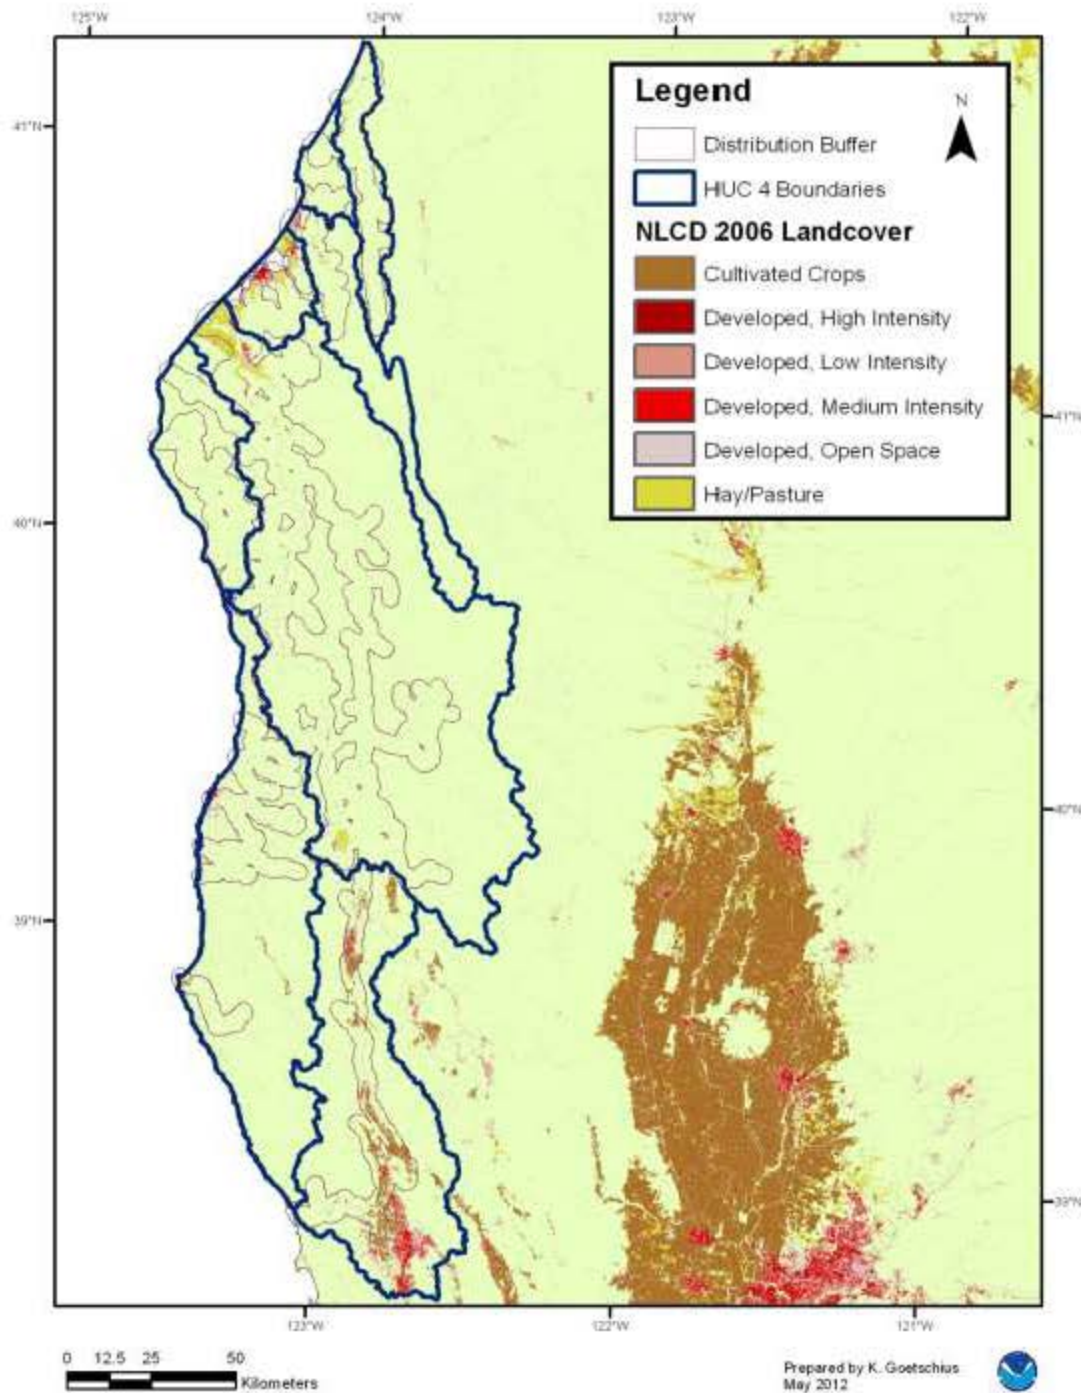 125°W 124°W 123°W 122°W
Legend
N
Distribution Buffer
HUC 4 Boundaries
NLCD 2006 Landcover
Cultivated Crops
Developed, High Intensity
Developed, Low Intensity
Developed, Medium Intensity
Developed, Open Space
Hay/Pasture
41°N
41°N
40°N
40°N
39°N
39°N
123°W 122°W 121°W
0 12.5 25 50
Kilometers
Prepared by K. Goetschius
May 2012